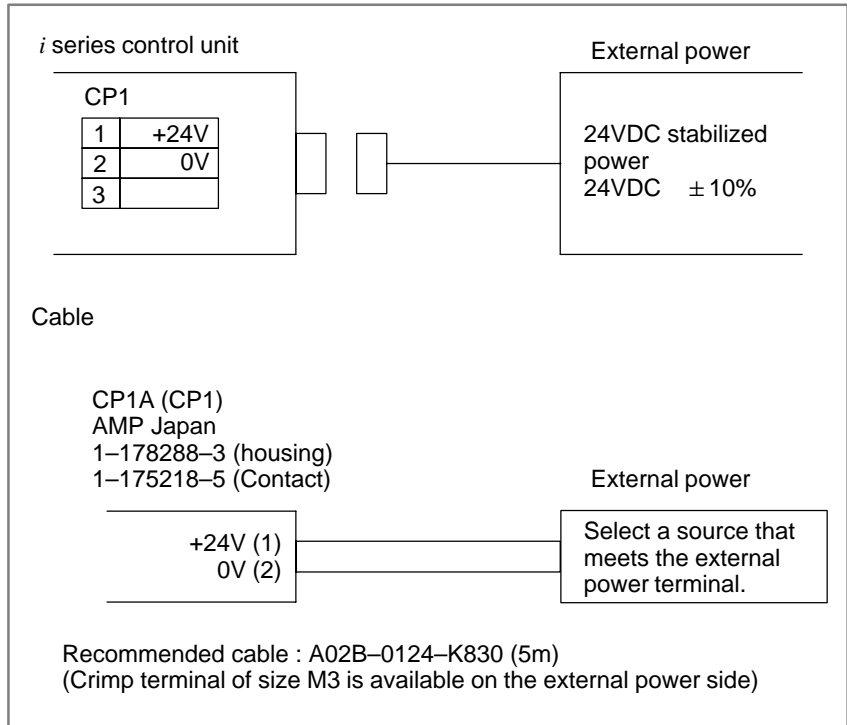 i series control unit
External power
CP1
1 +24V
2 0V
3
24VDC stabilized
power
24VDC ±10%
Cable
CP1A (CP1)
AMP Japan
1–178288–3 (housing)
1–175218–5 (Contact)
External power
+24V (1)
0V (2)
Select a source that
meets the external
power terminal.
Recommended cable : A02B–0124–K830 (5m)
(Crimp terminal of size M3 is available on the external power side)